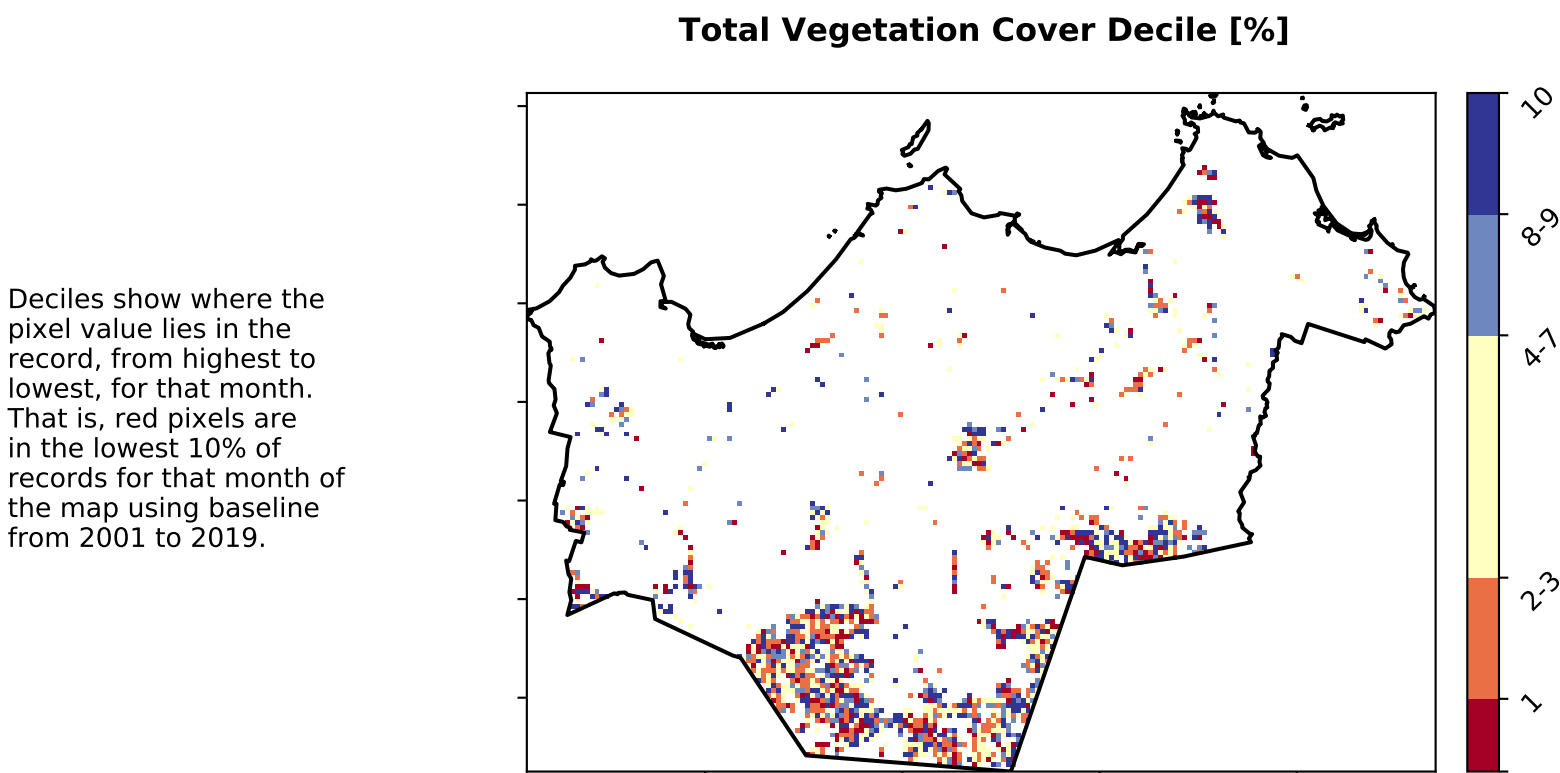 Total Vegetation Cover Decile [%]
Deciles show where the
pixel value lies in the
record, from highest to
lowest, for that month.
That is, red pixels are
in the lowest 10% of
records for that month of
the map using baseline
from 2001 to 2019.
10
8-9
4-7
2-3
1